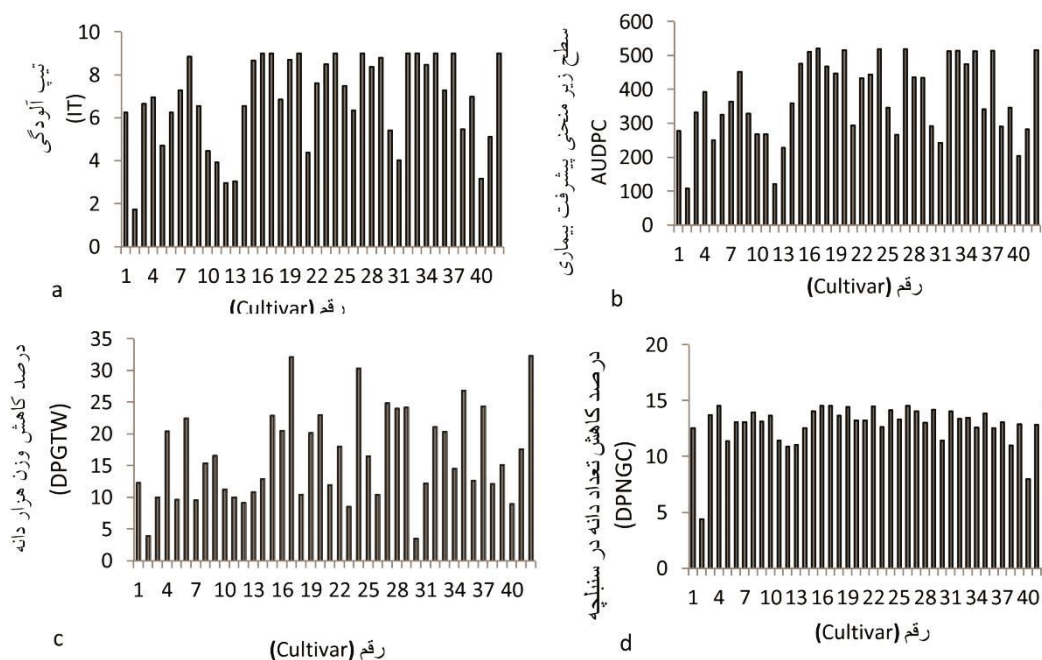 تیپ آلودگی
(IT)
10
8
6
4
2
0
1 4 7 10 13 16 19 22 25 28 31 34 37 40
رقم (Cultivar)
a
سطح زیر منحنی پیشرفت بیماری
AUDPC
600
500
400
300
200
100
0
1 4 7 10 13 16 19 22 25 28 31 34 37 40
رقم (Cultivar)
b
درصد کاهش وزن هزار دانه
(DPGTW)
35
30
25
20
15
10
5
0
1 4 7 10 13 16 19 22 25 28 31 34 37 40
رقم (Cultivar)
c
درصد کاهش تعداد دانه در سنبلچه
(DPNGC)
20
15
10
5
0
1 4 7 10 13 16 19 22 25 28 31 34 37 40
رقم (Cultivar)
d